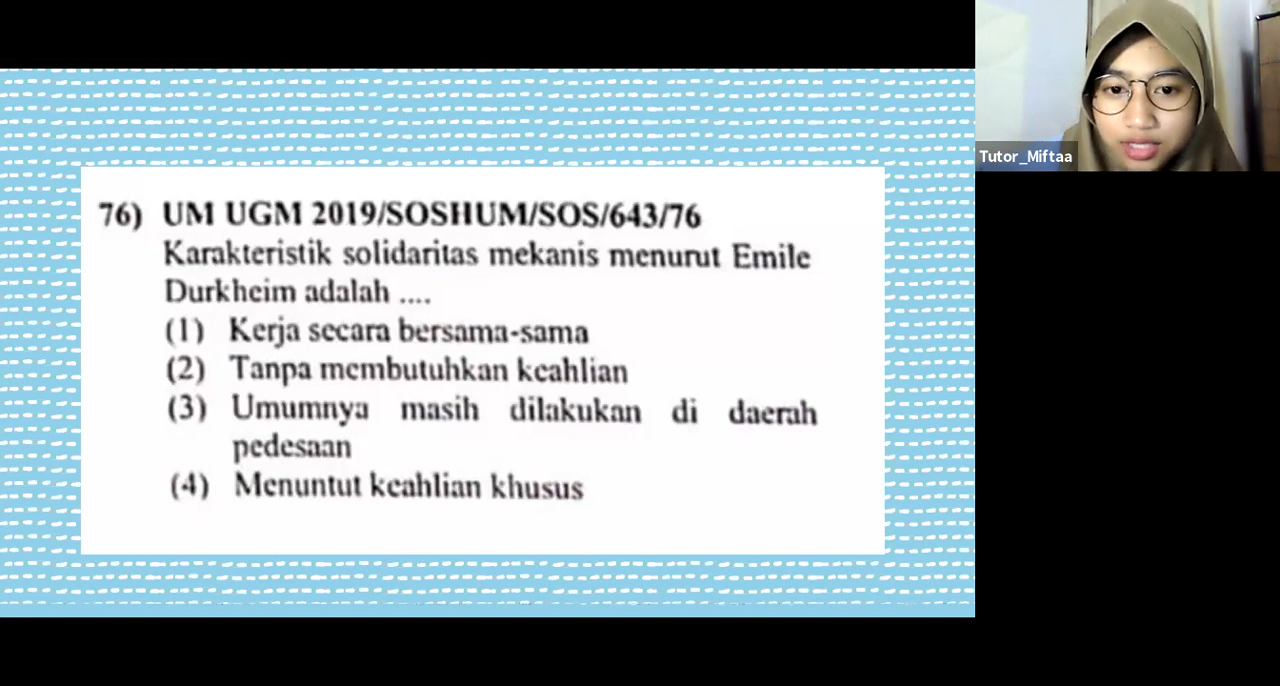 Tutor_Miftaa
76) UM UGM 2019/SOSHUM/SOS/643/76
Karakteristik solidaritas mekanis menurut Emile
Durkheim adalah ....
(1) Kerja secara bersama-sama
(2) Tanpa membutuhkan keahlian
(3) Umumnya masih dilakukan di daerah
pedesaan
(4) Menuntut keahlian khusus